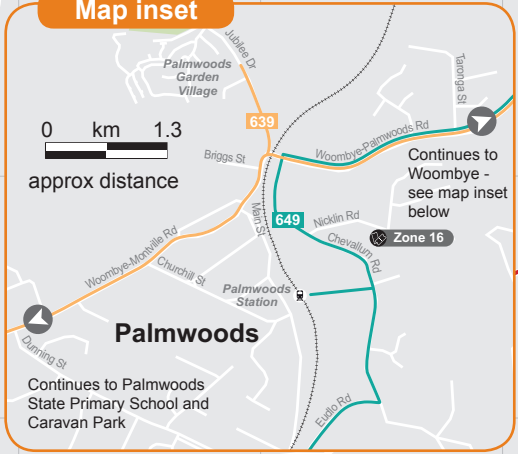 Map inset
Jubilee Dr
Palmwoods
Garden
Village
Taronga St
0 km 1.3
approx distance
639
Woombye-Palmwoods Rd
Briggs St
Continues to
Woombye -
see map inset
below
Main St
649
Nicklin Rd
Zone 16
Chevallum Rd
Woombye-Montville Rd
Churchill St
Palmwoods
Station
Palmwoods
Dunning St
Continues to Palmwoods
State Primary School and
Caravan Park
Eudlo Rd